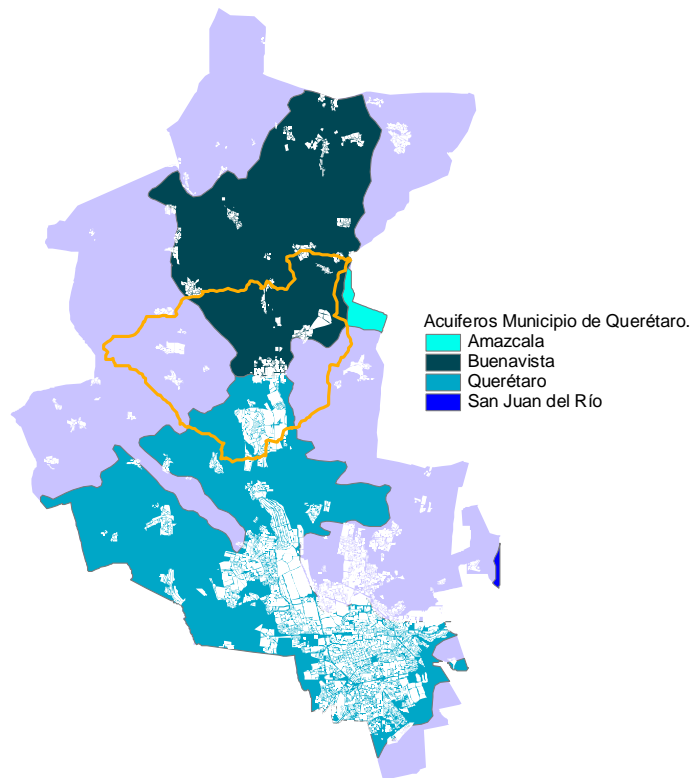 Acuiferos Municipio de Querétaro.
Amazcala
Buenavista
Querétaro
San Juan del Río